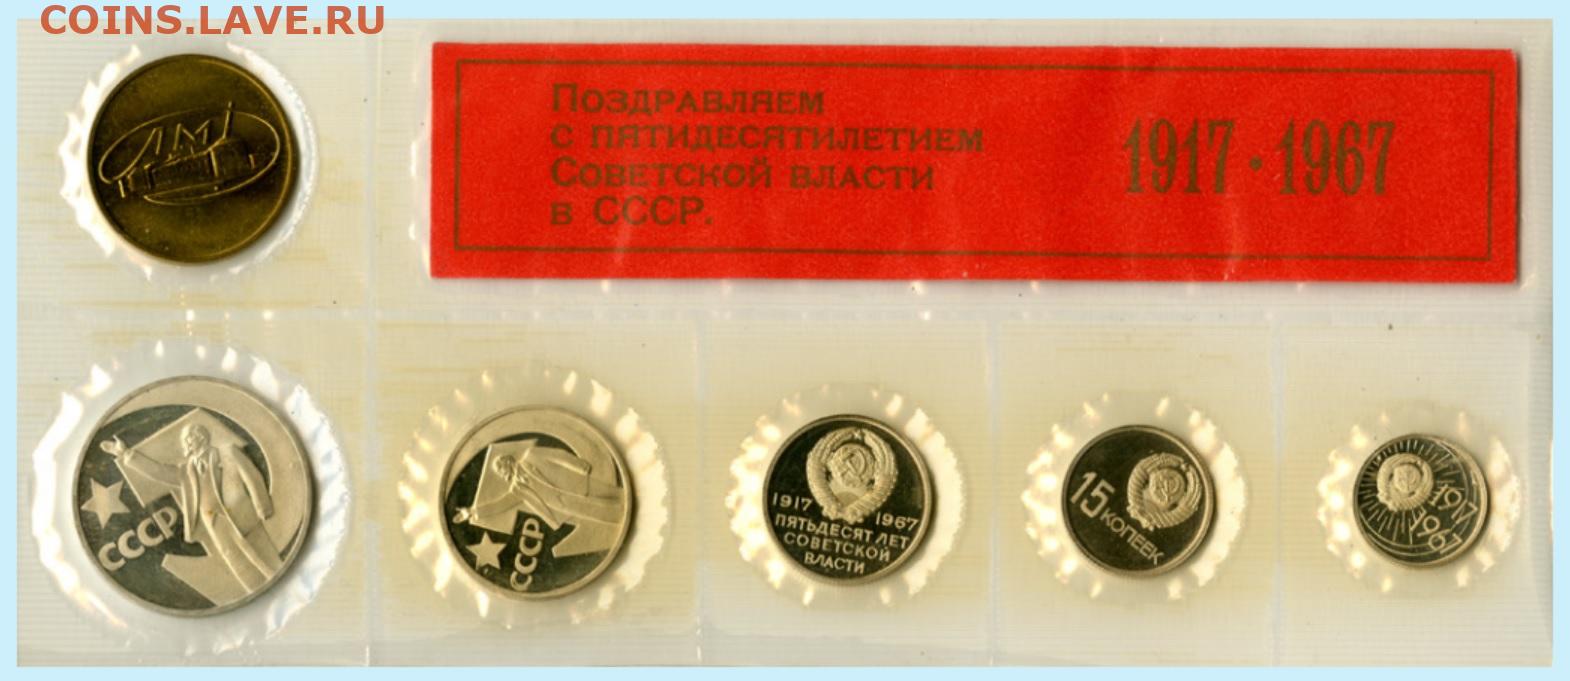 COINS.LAVE.RU
ЛМД
Поздравляем
с пятидесятилетием
Советской власти
в СССР.
1917 · 1967
СССР
СССР
1917 1967
ПЯТЬДЕСЯТ ЛЕТ
СОВЕТСКОЙ
ВЛАСТИ
15 КОПЕЕК
1917
1967